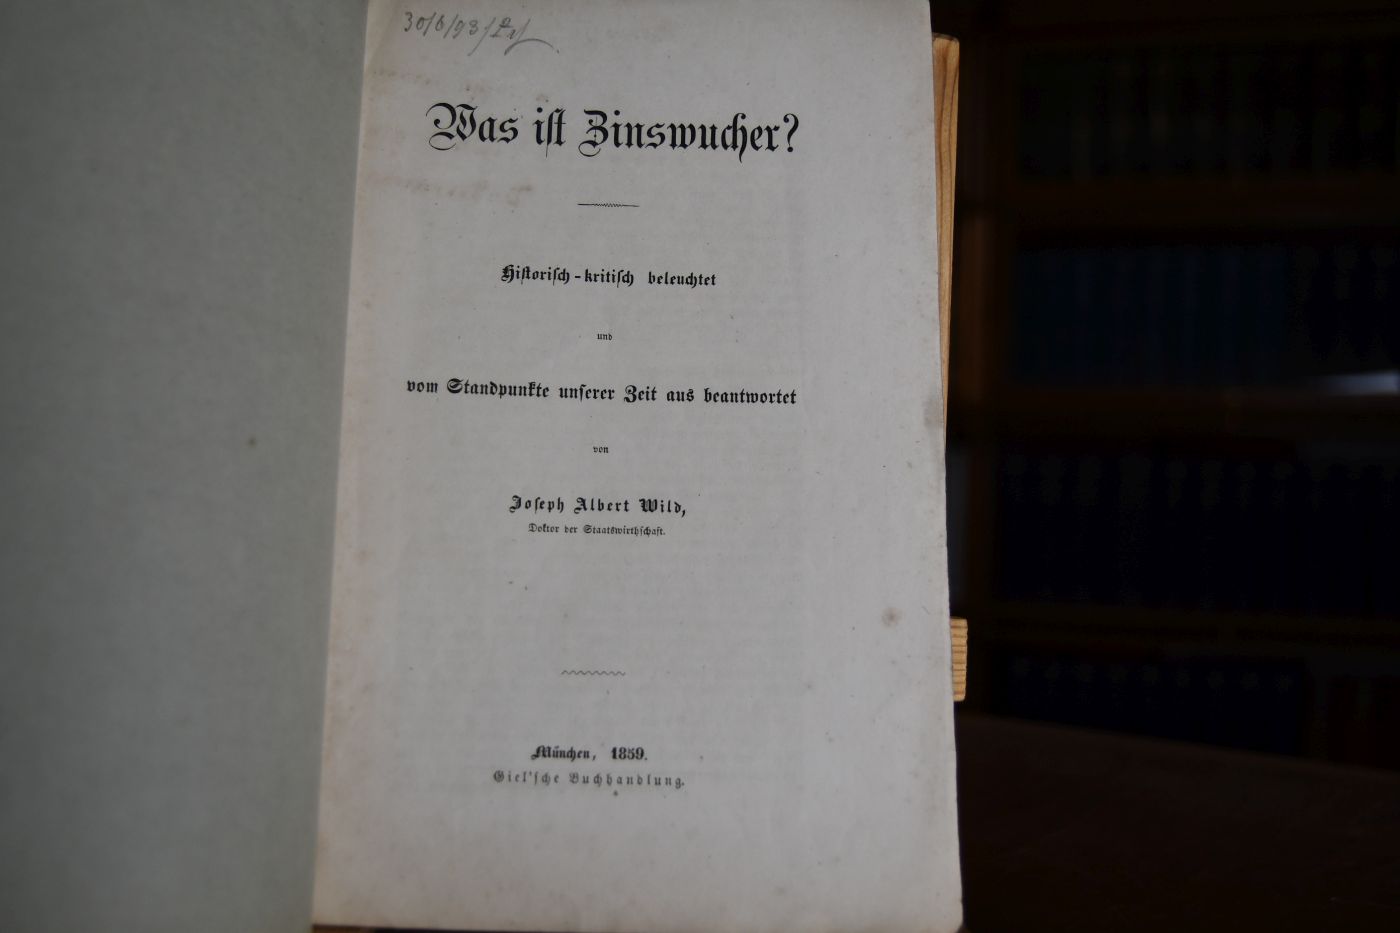 30/6/93/
Was ist Zinswucher?
Historisch-kritisch beleuchtet
und
vom Standpunkte unserer Zeit aus beantwortet
von
Joseph Albert Wild,
Doktor der Staatswirthschaft.
München, 1859.
Giel'sche Buchhandlung.